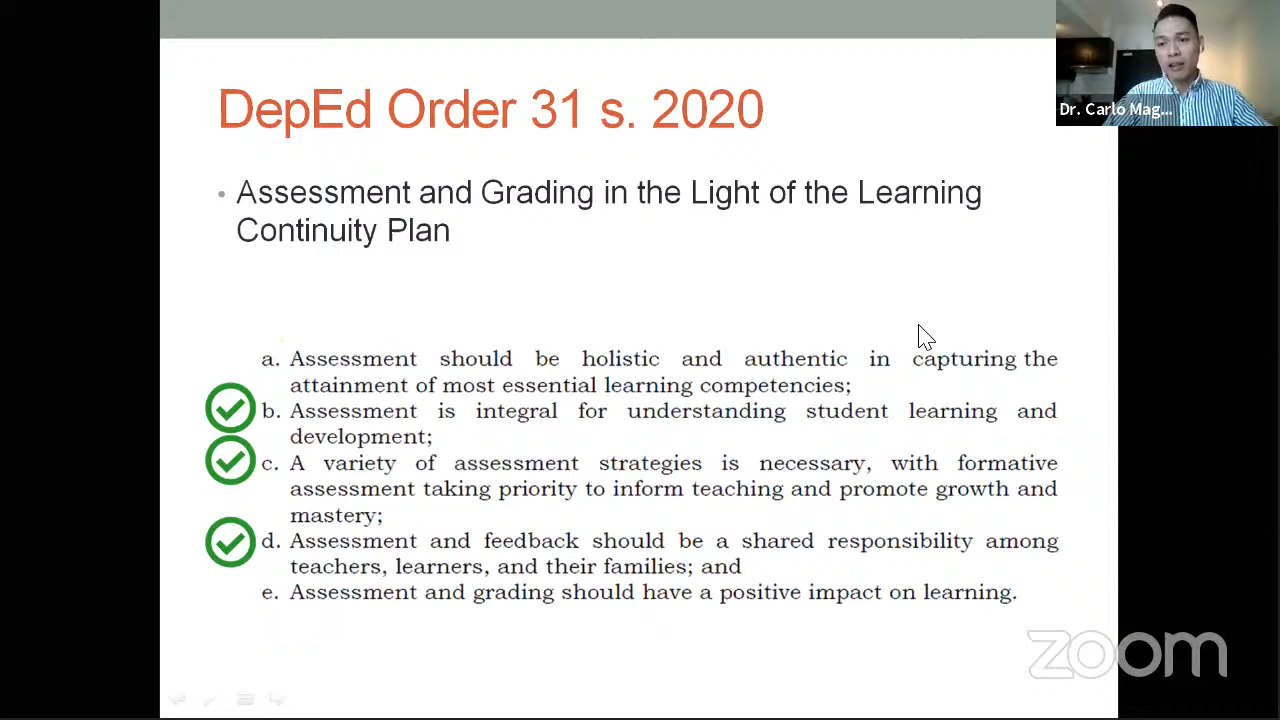 DepEd Order 31 s. 2020
Dr. Carlo Mag...
• Assessment and Grading in the Light of the Learning
Continuity Plan
a. Assessment should be holistic and authentic in capturing the
attainment of most essential learning competencies;
b. Assessment is integral for understanding student learning and
development;
c. A variety of assessment strategies is necessary, with formative
assessment taking priority to inform teaching and promote growth and
mastery;
d. Assessment and feedback should be a shared responsibility among
teachers, learners, and their families; and
e. Assessment and grading should have a positive impact on learning.
zoom